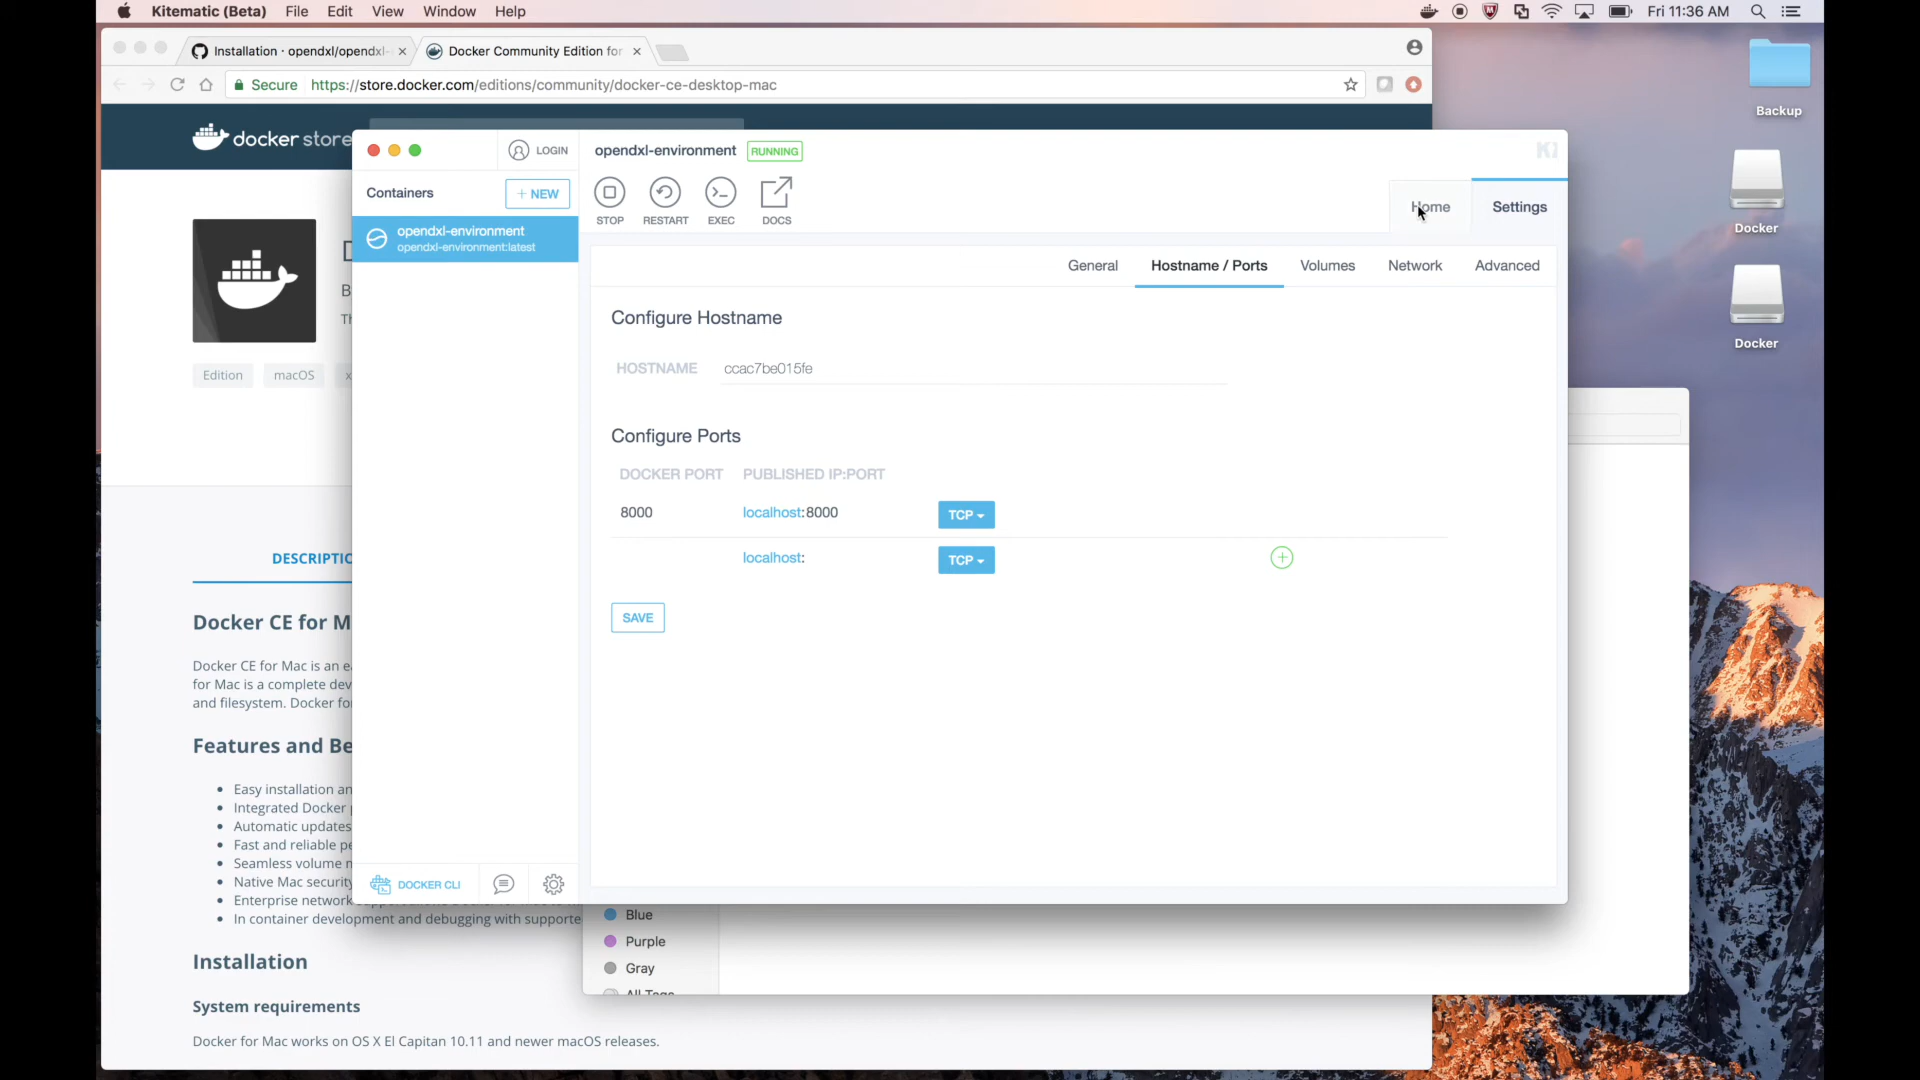 Kitematic (Beta) File Edit View Window Help
Fri 11:36 AM
Installation · opendxl/opendxl-
Docker Community Edition for
Secure https://store.docker.com/editions/community/docker-ce-desktop-mac
Backup
docker store
LOGIN
opendxl-environment RUNNING
Containers
+ NEW
STOP RESTART EXEC DOCS
Home Settings
opendxl-environment
opendxl-environment:latest
Docker
General Hostname / Ports Volumes Network Advanced
B
Th
Configure Hostname
Docker
HOSTNAME ccac7be015fe
Edition macOS x
Configure Ports
DOCKER PORT PUBLISHED IP:PORT
8000 localhost:8000 TCP
localhost: TCP
SAVE
DESCRIPTIO
Docker CE for M
Docker CE for Mac is an ea
for Mac is a complete dev
and filesystem. Docker fo
Features and Be
Easy installation an
Integrated Docker p
Automatic updates
Fast and reliable pe
Seamless volume m
Native Mac security
Enterprise network
In container development and debugging with supporte
DOCKER CLI
Blue
Purple
Gray
All Tags
Installation
System requirements
Docker for Mac works on OS X El Capitan 10.11 and newer macOS releases.